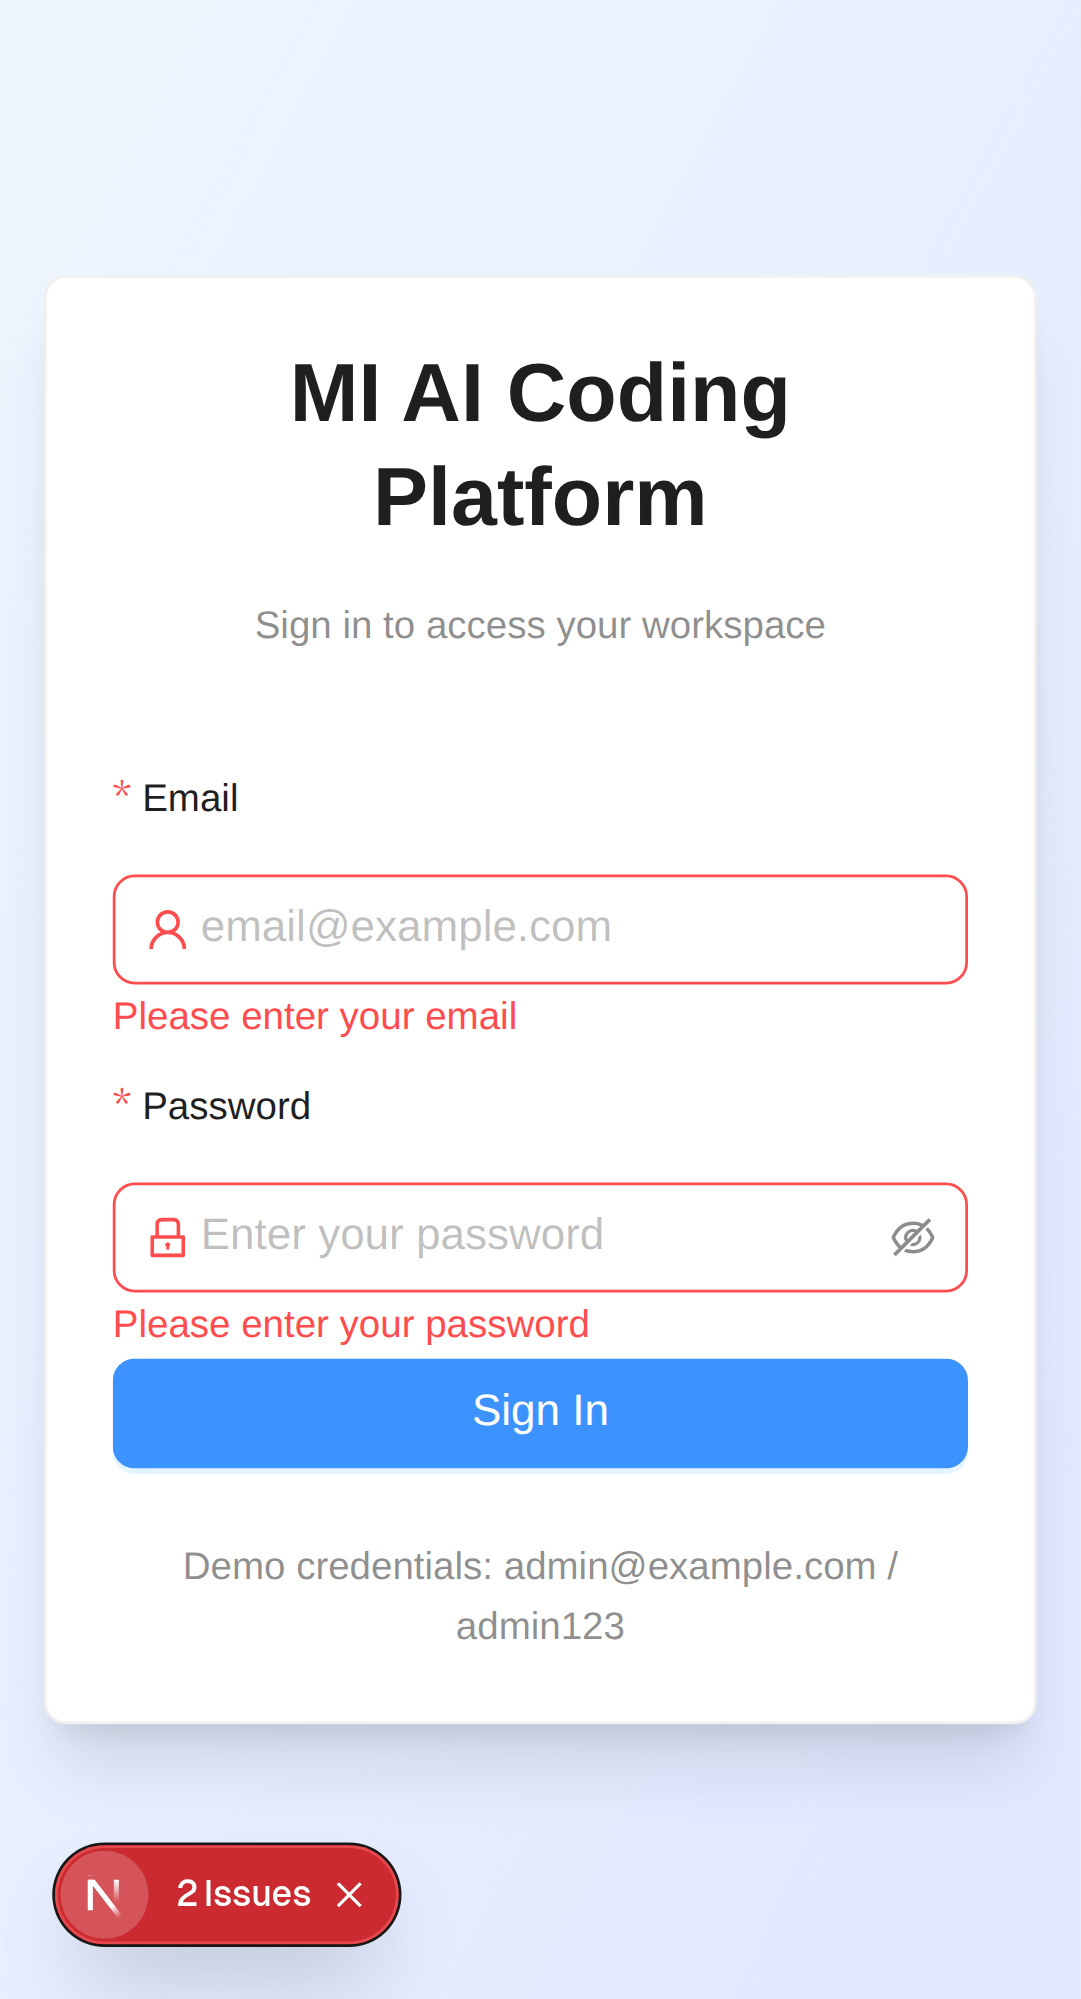 MI AI Coding
Platform
Sign in to access your workspace
* Email
email@example.com
Please enter your email
* Password
Enter your password
Please enter your password
Sign In
Demo credentials: admin@example.com /
admin123
N 2 Issues